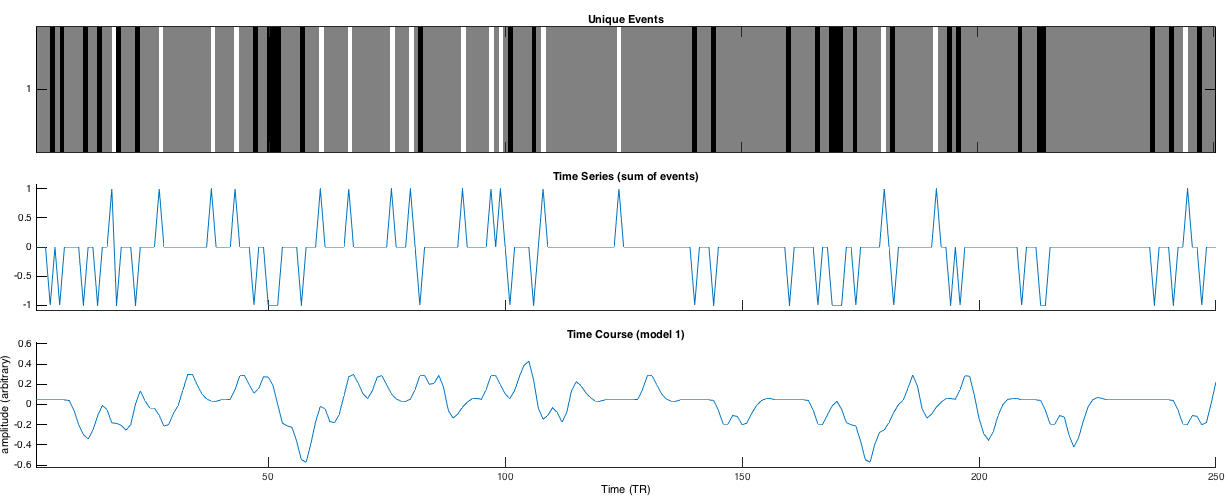 Unique Events
1
Time Series (sum of events)
1
0.5
0
-0.5
-1
Time Course (model 1)
0.6
0.4
0.2
0
-0.2
-0.4
-0.6
amplitude (arbitrary)
50 100 150 200 250
Time (TR)